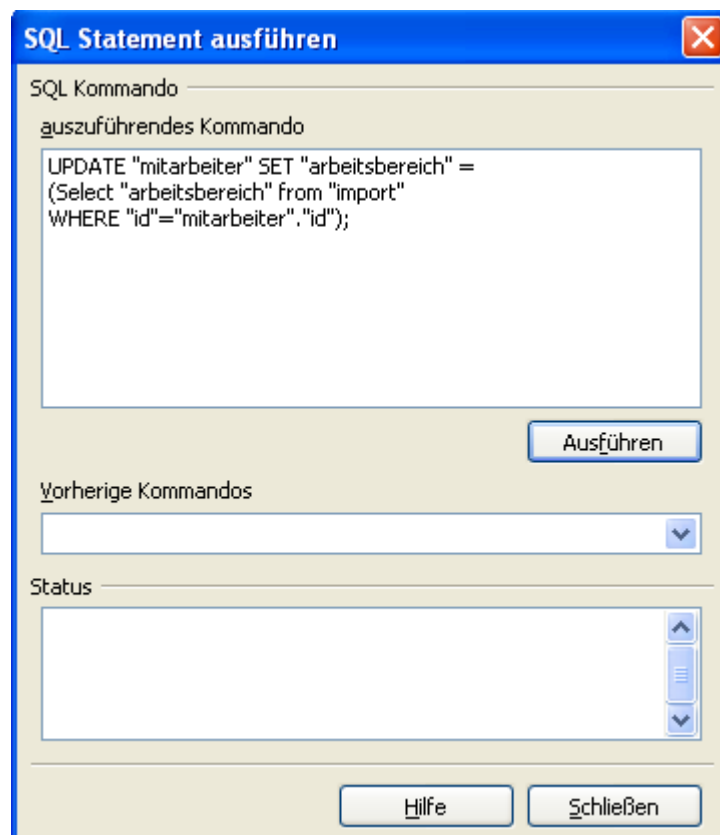 SQL Statement ausführen
SQL Kommando
auszuführendes Kommando
UPDATE "mitarbeiter" SET "arbeitsbereich" =
(Select "arbeitsbereich" from "import"
WHERE "id"="mitarbeiter"."id");
Ausführen
Vorherige Kommandos
Status
Hilfe
Schließen